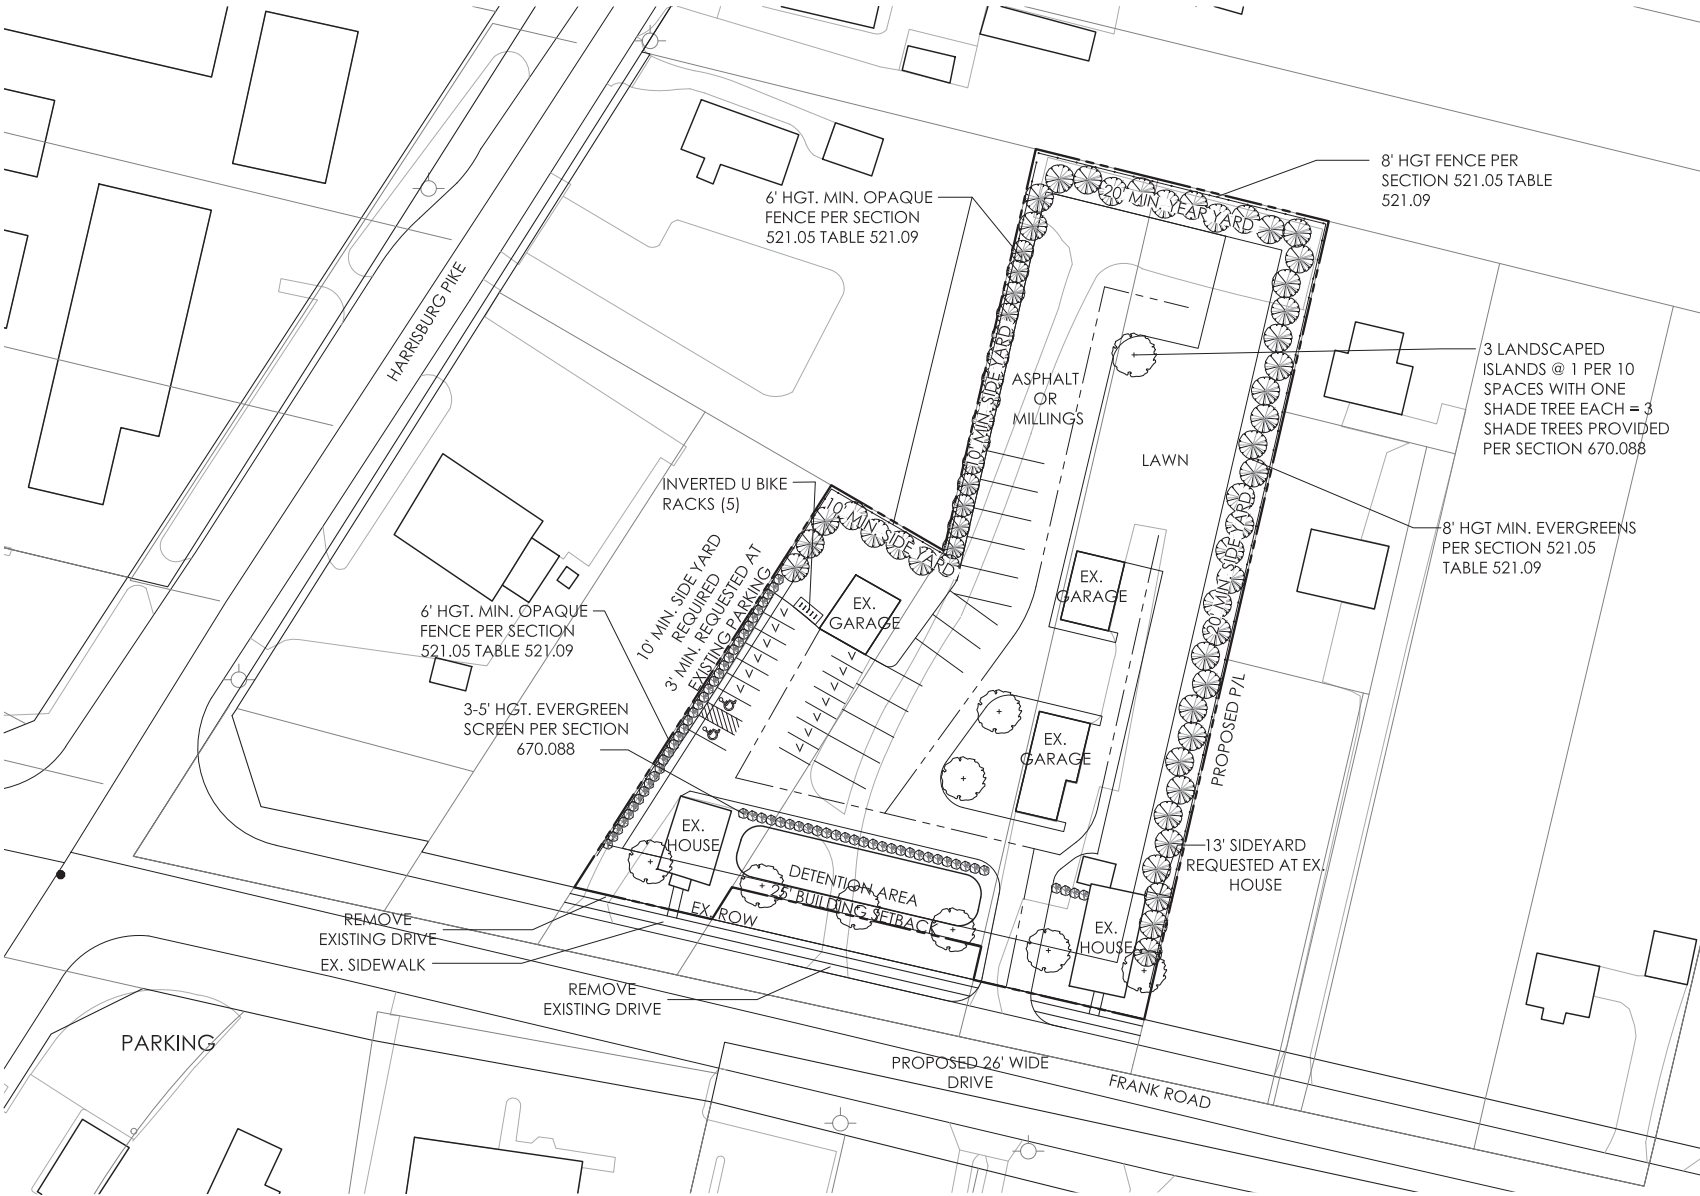 8' HGT FENCE PER
SECTION 521.05 TABLE
521.09
6' HGT. MIN. OPAQUE
FENCE PER SECTION
521.05 TABLE 521.09
20' MIN. YEAR YARD
HARRISBURG PIKE
10' MIN. SIDE YARD
ASPHALT
OR
MILLINGS
3 LANDSCAPED
ISLANDS @ 1 PER 10
SPACES WITH ONE
SHADE TREE EACH = 3
SHADE TREES PROVIDED
PER SECTION 670.088
LAWN
INVERTED U BIKE
RACKS (5)
10' MIN. SIDE YARD
8' HGT MIN. EVERGREENS
PER SECTION 521.05
TABLE 521.09
20' MIN. SIDE YARD
10' MIN. SIDE YARD
REQUIRED
3' MIN. REQUESTED AT
EXISTING PARKING
EX.
GARAGE
EX.
GARAGE
6' HGT. MIN. OPAQUE
FENCE PER SECTION
521.05 TABLE 521.09
3-5' HGT. EVERGREEN
SCREEN PER SECTION
670.088
EX.
GARAGE
PROPOSED P/L
EX.
HOUSE
13' SIDEYARD
REQUESTED AT EX.
HOUSE
DETENTION AREA
25' BUILDING SETBACK
EX. ROW
REMOVE
EXISTING DRIVE
EX. SIDEWALK
REMOVE
EXISTING DRIVE
EX.
HOUSE
PARKING
PROPOSED 26' WIDE
DRIVE
FRANK ROAD